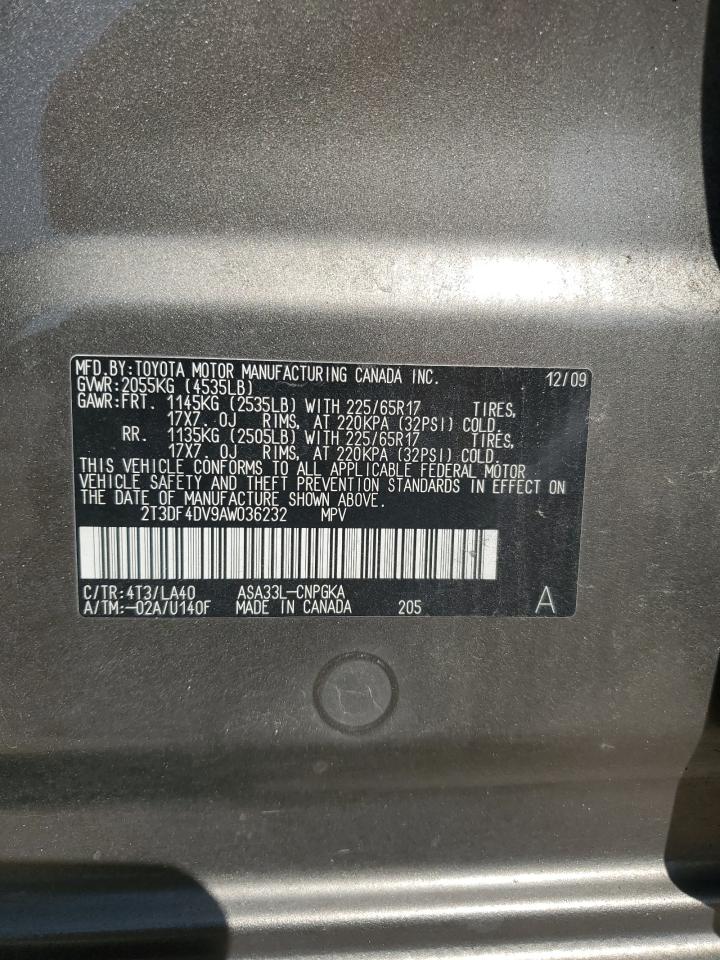 MFD.BY:TOYOTA MOTOR MANUFACTURING CANADA INC. 12/09
GVWR:2055KG (4535LB)
GAWR:FRT. 1145KG (2535LB) WITH 225/65R17 TIRES,
17X7. 0J RIMS, AT 220KPA (32PSI) COLD.
RR. 1135KG (2505LB) WITH 225/65R17 TIRES,
17X7. 0J RIMS, AT 220KPA (32PSI) COLD.
THIS VEHICLE CONFORMS TO ALL APPLICABLE FEDERAL MOTOR
VEHICLE SAFETY AND THEFT PREVENTION STANDARDS IN EFFECT ON
THE DATE OF MANUFACTURE SHOWN ABOVE.
2T3DF4DV9AW036232 MPV
C/TR:4T3/LA40 ASA33L-CNPGKA
A/TM:-02A/U140F MADE IN CANADA 205 A